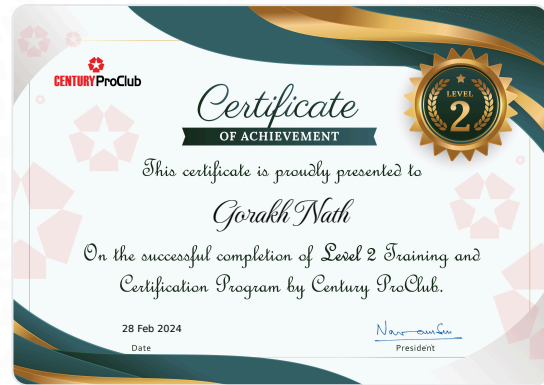 CENTURY ProClub
Certificate
OF ACHIEVEMENT
LEVEL
2
This certificate is proudly presented to
Gorakh Nath
On the successful completion of Level 2 Training and
Certification Program by Century ProClub.
28 Feb 2024
Date
President